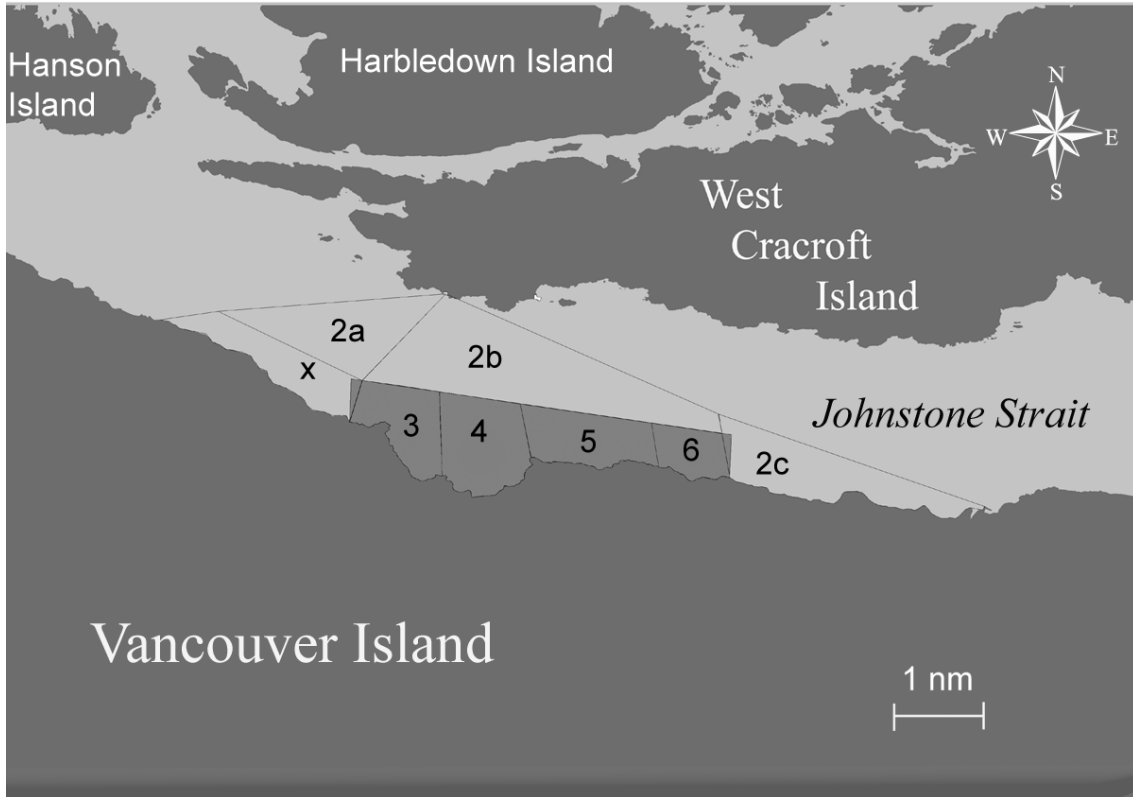 Hanson
Island
Harbledown Island
N
W
E
S
West
Cracroft
Island
2a
2b
x
Johnstone Strait
3
4
5
6
2c
Vancouver Island
1 nm